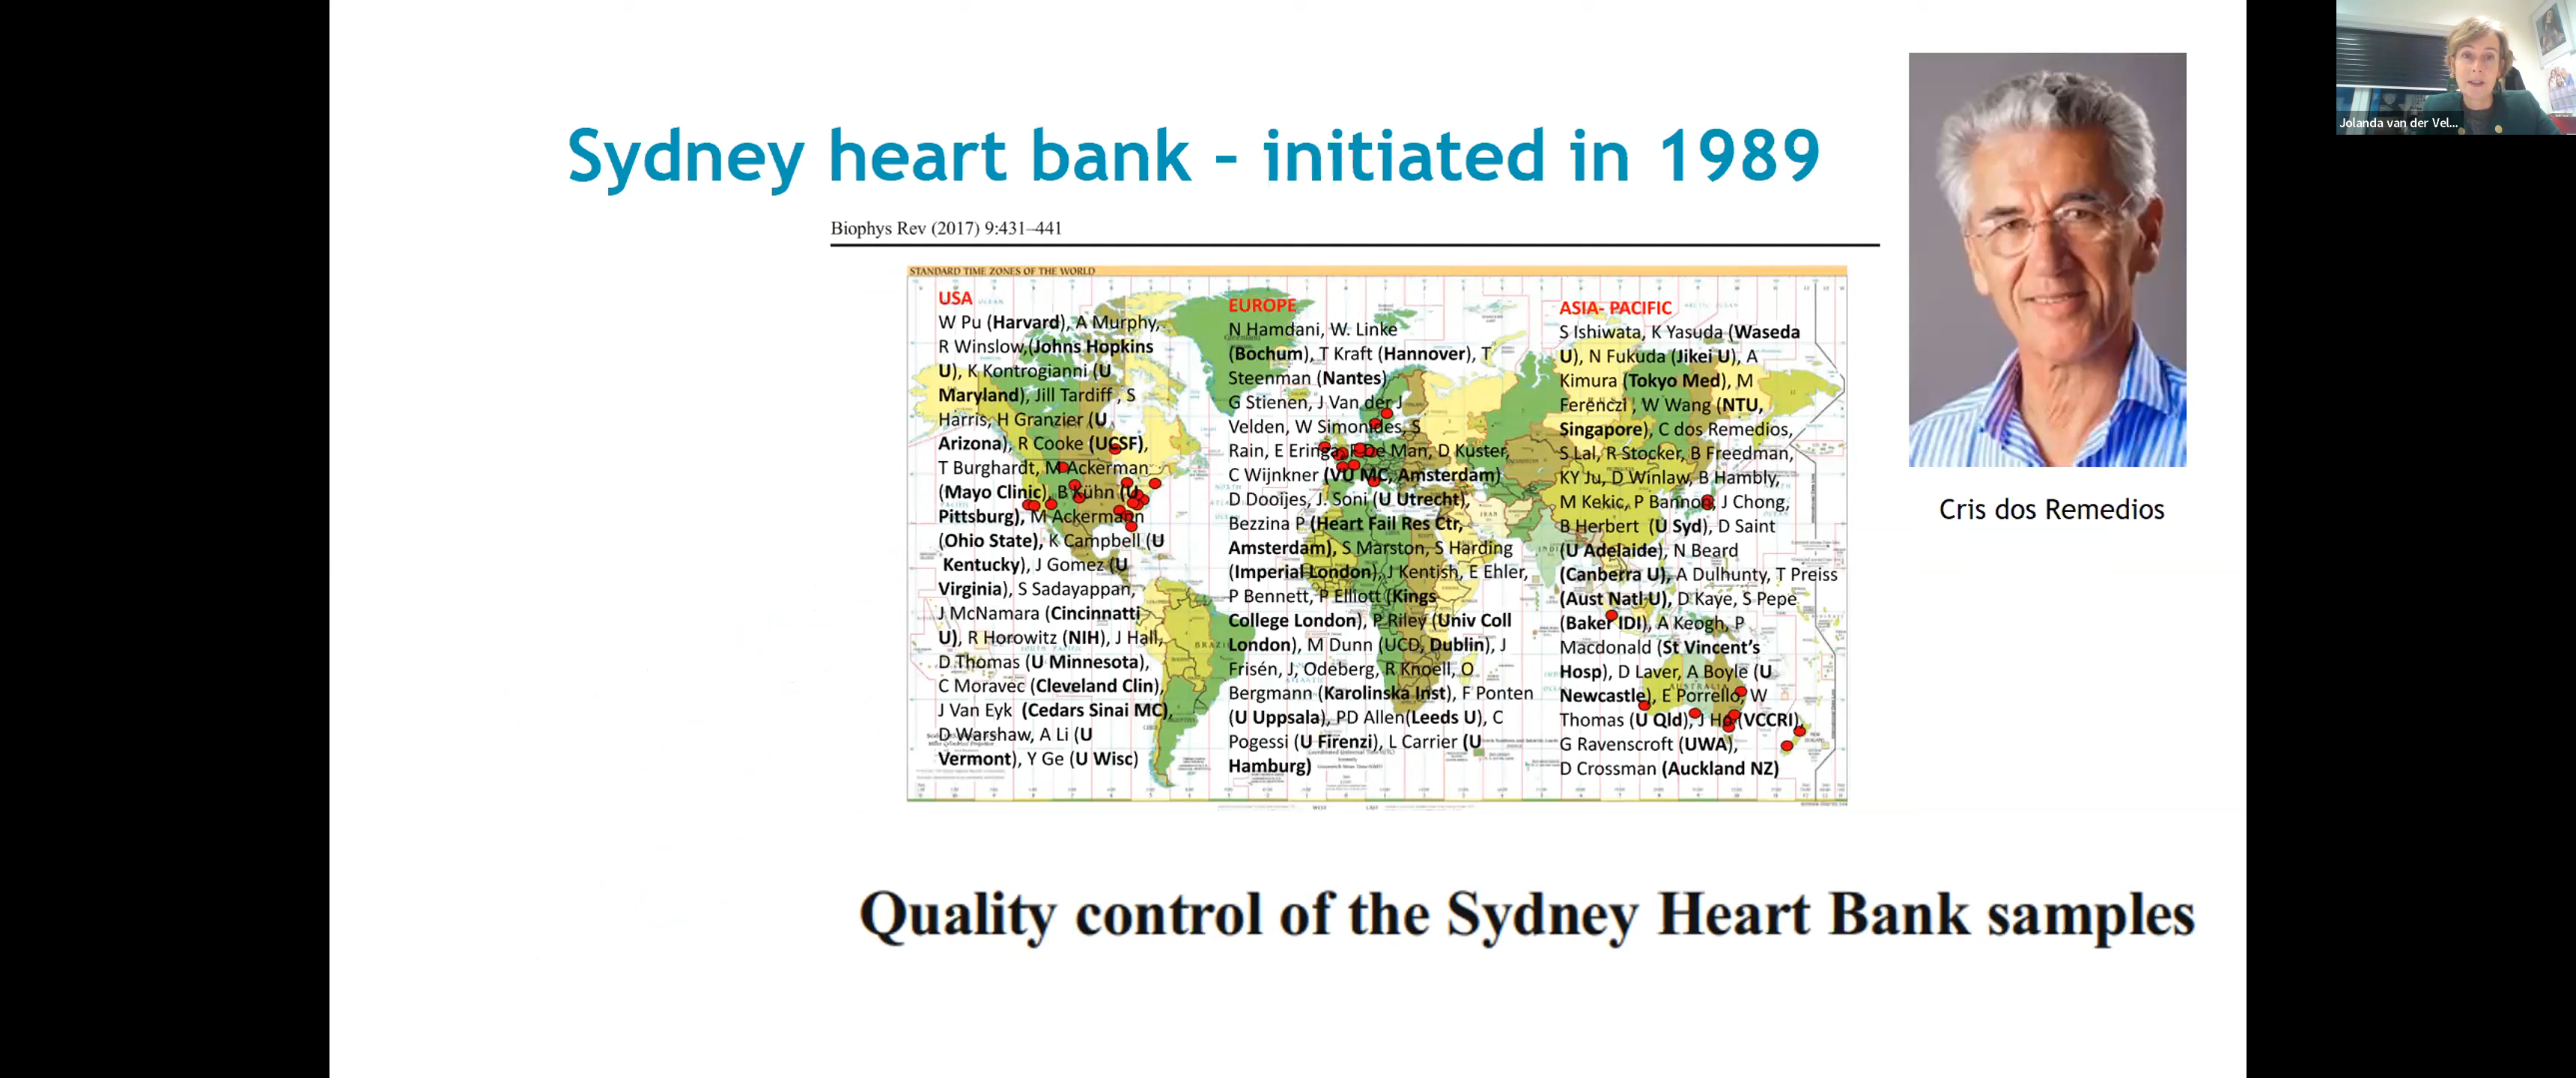 Sydney heart bank - initiated in 1989
Biophys Rev (2017) 9:431–441
STANDARD TIME ZONES OF THE WORLD
USA
W Pu (Harvard), A Murphy,
R Winslow,(Johns Hopkins
U), K Kontrogianni (U
Maryland), Jill Tardiff , S
Harris, H Granzier (U
Arizona), R Cooke (UCSF),
T Burghardt, M Ackerman
(Mayo Clinic), B Kühn (U
Pittsburg), M Ackermann
(Ohio State), K Campbell (U
Kentucky), J Gomez (U
Virginia), S Sadayappan,
J McNamara (Cincinnati
U), R Horowitz (NIH), J Hall,
D Thomas (U Minnesota),
C Moravec (Cleveland Clin),
J Van Eyk (Cedars Sinai MC),
D Warshaw, A Li (U
Vermont), Y Ge (U Wisc)
EUROPE
N Hamdani, W. Linke
(Bochum), T Kraft (Hannover), T
Steenman (Nantes)
G Stienen, J Van der J
Velden, W Simonides, S
Rain, E Eringa, De Man, D Kuster,
C Wijnkner (VU MC, Amsterdam)
D Dooijes, J. Soni (U Utrecht),
Bezzina P (Heart Fail Res Ctr,
Amsterdam), S Marston, S Harding
(Imperial London), J Kentish, E Ehler,
P Bennett, P Elliott (Kings
College London), P Riley (Univ Coll
London), M Dunn (UCD, Dublin), J
Frisén, J, Odeberg, R Knoell, O
Bergmann (Karolinska Inst), F Ponten
(U Uppsala), PD Allen(Leeds U), C
Pogessi (U Firenzi), L Carrier (U
Hamburg)
ASIA- PACIFIC
S Ishiwata, K Yasuda (Waseda
U), N Fukuda (Jikei U), A
Kimura (Tokyo Med), M
Ferenczi , W Wang (NTU,
Singapore), C dos Remedios,
S Lal, R Stocker, B Freedman,
KY Ju, D Winlaw, B Hambly,
M Kekic, P Bannon, J Chong,
B Herbert (U Syd), D Saint
(U Adelaide), N Beard
(Canberra U), A Dulhunty, T Preiss
(Aust Natl U), D Kaye, S Pepe
(Baker IDI), A Keogh, P
Macdonald (St Vincent's
Hosp), D Laver, A Boyle (U
Newcastle), E Porrello, W
Thomas (U Qld), J Ho (VCCRI),
G Ravenscroft (UWA),
D Crossman (Auckland NZ)
Cris dos Remedios
Quality control of the Sydney Heart Bank samples
Jolanda van der Vel...